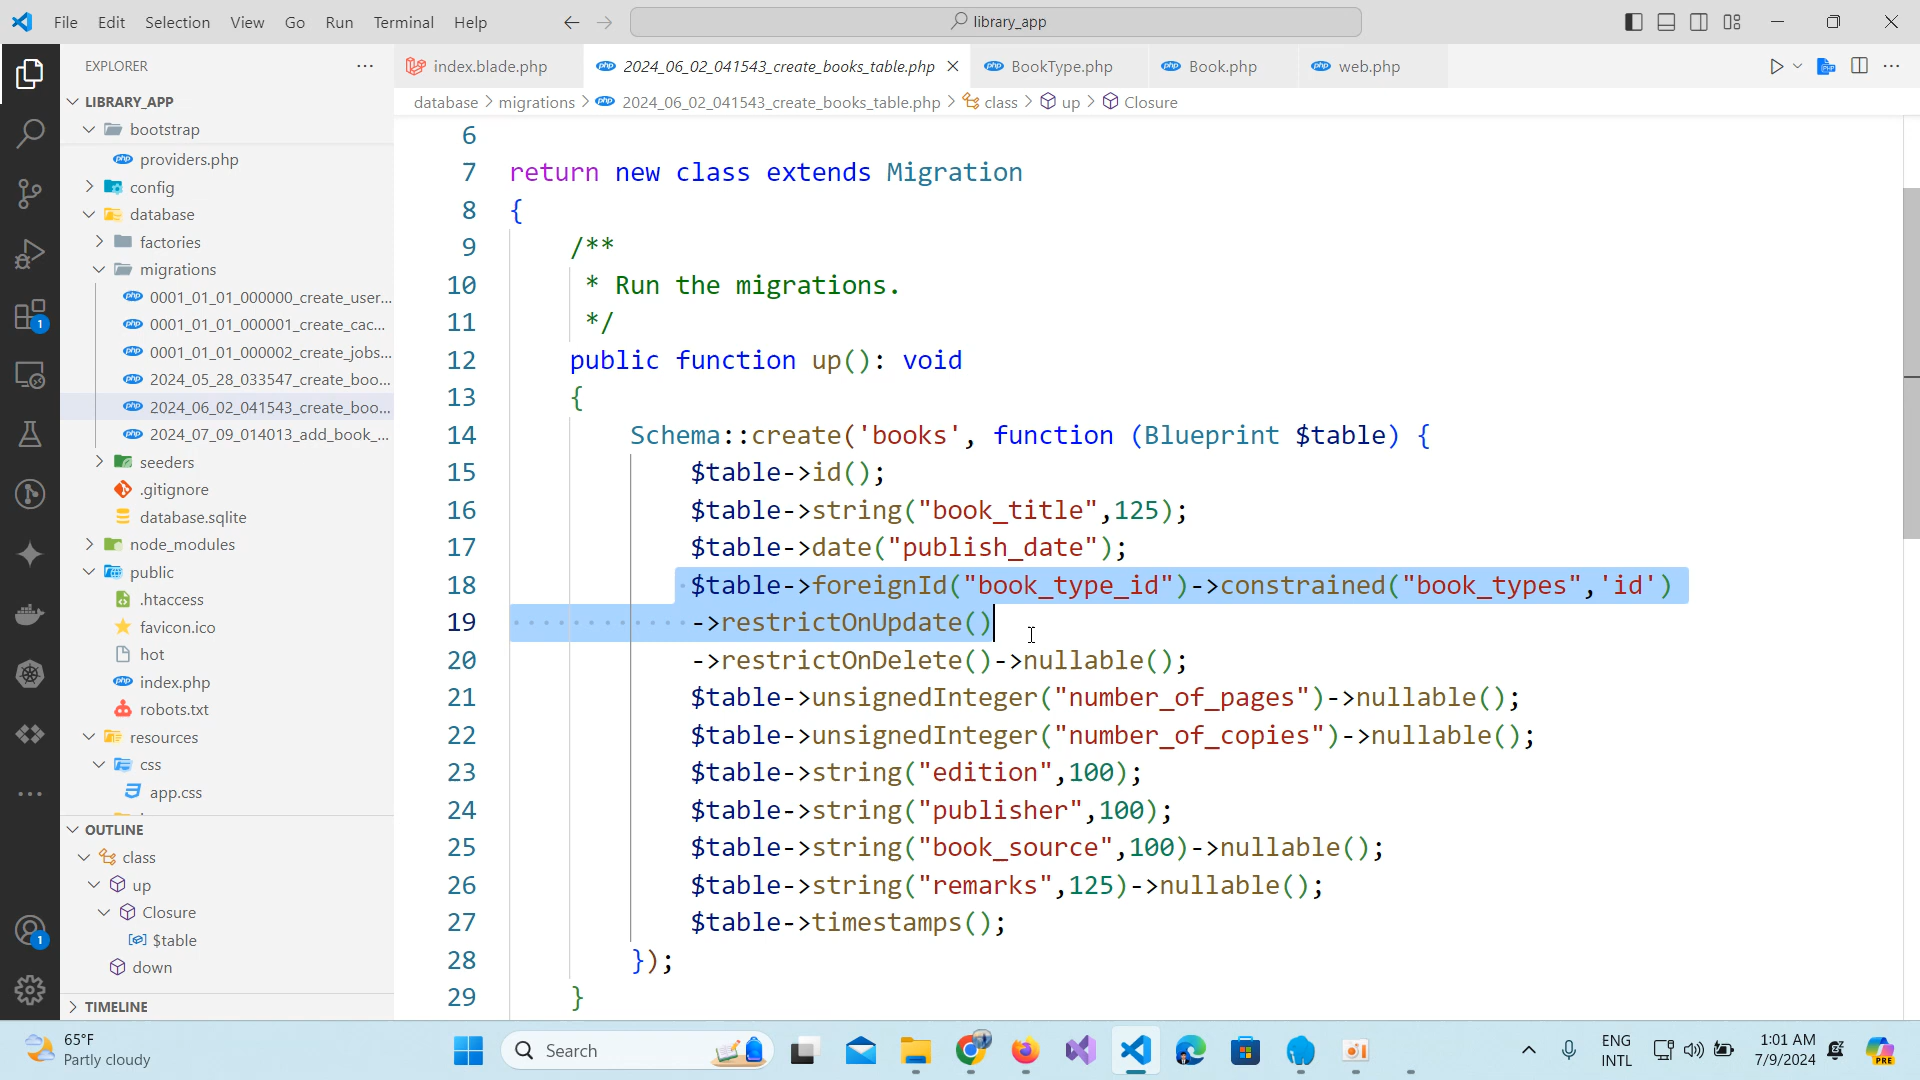 File Edit Selection View Go Run Terminal Help
library_app
EXPLORER
index.blade.php
2024_06_02_041543_create_books_table.php
BookType.php
Book.php
web.php
database > migrations > 2024_06_02_041543_create_books_table.php > class > up > Closure
LIBRARY_APP
bootstrap
providers.php
config
database
factories
migrations
0001_01_01_000000_create_user...
0001_01_01_000001_create_cac...
0001_01_01_000002_create_jobs...
2024_05_28_033547_create_boo...
2024_06_02_041543_create_boo...
2024_07_09_014013_add_book_...
seeders
.gitignore
database.sqlite
node_modules
public
.htaccess
favicon.ico
hot
index.php
robots.txt
resources
css
app.css
OUTLINE
class
up
Closure
$table
down
TIMELINE
1
1
6
7 return new class extends Migration
8 {
9 /**
10 * Run the migrations.
11 */
12 public function up(): void
13 {
14 Schema::create('books', function (Blueprint $table) {
15 $table->id();
16 $table->string("book_title",125);
17 $table->date("publish_date");
18 $table->foreignId("book_type_id")->constrained("book_types",'id')
19 ->restrictOnUpdate()
20 ->restrictOnDelete()->nullable();
21 $table->unsignedInteger("number_of_pages")->nullable();
22 $table->unsignedInteger("number_of_copies")->nullable();
23 $table->string("edition",100);
24 $table->string("publisher",100);
25 $table->string("book_source",100)->nullable();
26 $table->string("remarks",125)->nullable();
27 $table->timestamps();
28 });
29 }
65°F
Partly cloudy
Search
ENG
INTL
1:01 AM
7/9/2024
PRE